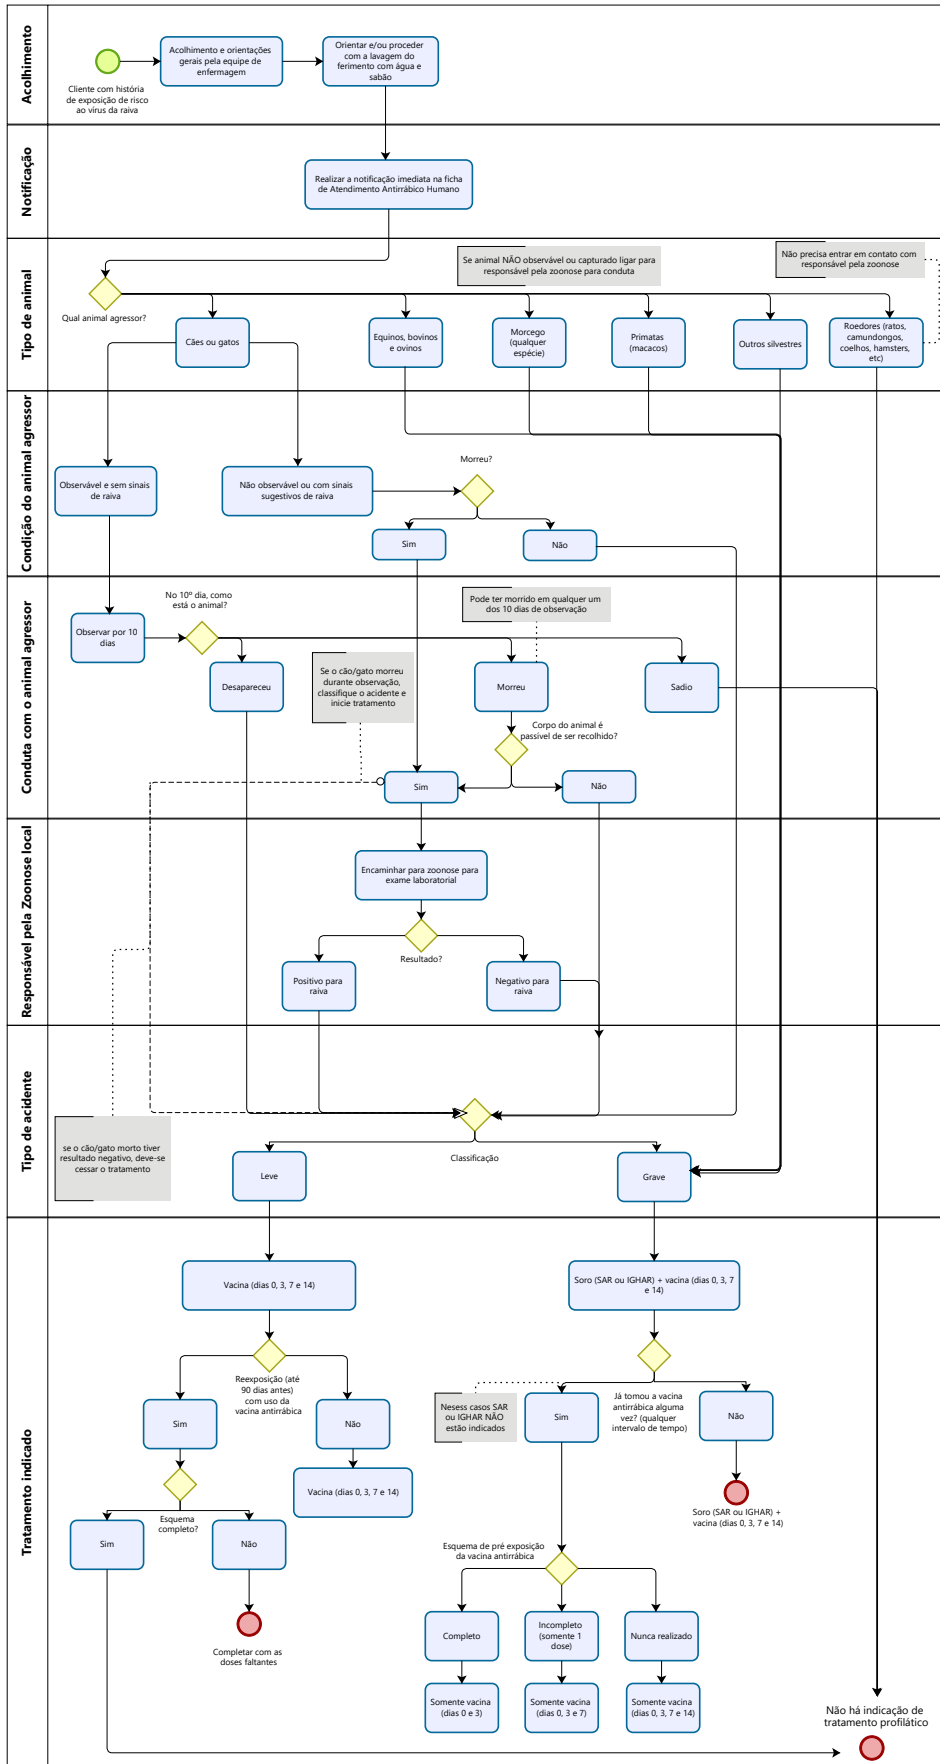 Acolhimento
Cliente com história
de exposição de risco
ao vírus da raiva
Acolhimento e orientações
gerais pela equipe de
enfermagem
Orientar e/ou proceder
com a lavagem do
ferimento com água e
sabão
Notificação
Realizar a notificação imediata na ficha
de Atendimento Antirrábico Humano
Tipo de animal
Se animal NÃO observável ou capturado ligar para
responsável pela zoonose para conduta
Não precisa entrar em contato com
responsável pela zoonose
Qual animal agressor?
Cães ou gatos
Equinos, bovinos
e ovinos
Morcego
(qualquer
espécie)
Primatas
(macacos)
Outros silvestres
Roedores (ratos,
camundongos,
coelhos, hamsters,
etc)
Condição do animal agressor
Observável e sem sinais
de raiva
Não observável ou com sinais
sugestivos de raiva
Morreu?
Sim
Não
Conduta com o animal agressor
No 10º dia, como
está o animal?
Pode ter morrido em qualquer um
dos 10 dias de observação
Observar por 10
dias
Desapareceu
Se o cão/gato morreu
durante observação,
classifique o acidente e
inicie tratamento
Morreu
Sadio
Corpo do animal é
passível de ser recolhido?
Sim
Não
Responsável pela Zoonose local
Encaminhar para zoonose para
exame laboratorial
Resultado?
Positivo para
raiva
Negativo para
raiva
Tipo de acidente
se o cão/gato morto tiver
resultado negativo, deve-se
cessar o tratamento
Classificação
Leve
Grave
Tratamento indicado
Vacina (dias 0, 3, 7 e 14)
Soro (SAR ou IGHAR) + vacina (dias 0, 3, 7
e 14)
Reexposição (até
90 dias antes)
com uso da
vacina antirrábica
Sim
Não
Vacina (dias 0, 3, 7 e 14)
Esquema
completo?
Sim
Não
Completar com as
doses faltantes
Nesess casos SAR
ou IGHAR NÃO
estão indicados
Sim
Já tomou a vacina
antirrábica alguma
vez? (qualquer
intervalo de tempo)
Não
Soro (SAR ou IGHAR) +
vacina (dias 0, 3, 7 e 14)
Esquema de pré exposição
da vacina antirrábica
Completo
Incompleto
(somente 1
dose)
Nunca realizado
Somente vacina
(dias 0 e 3)
Somente vacina
(dias 0, 3 e 7)
Somente vacina
(dias 0, 3, 7 e 14)
Não há indicação de
tratamento profilático